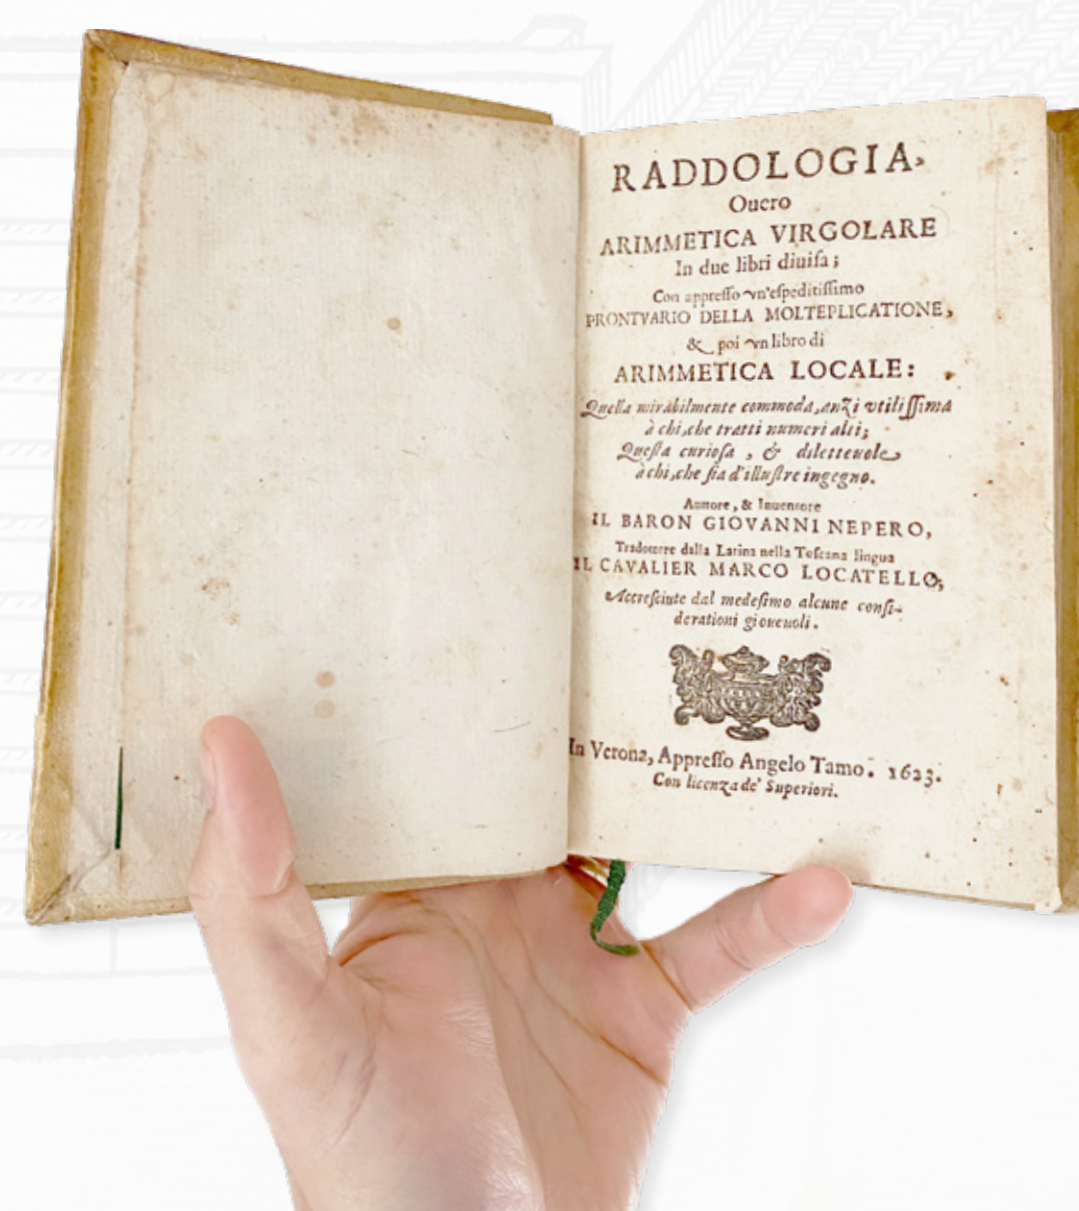 RADDOLOGIA,
Ouero
ARIMMETICA VIRGOLARE
In due libri diuiſa;
Con appreſſo vn'eſpeditiſſimo
PRONTVARIO DELLA MOLTEPLICATIONE,
& poi vn libro di
ARIMMETICA LOCALE:
Quella mirabilmente commoda, anzi vtiliſſima
à chi, che tratti numeri alti;
Queſta curioſa, & diletteuole
à chi, che ſia d'illuſtre ingegno.
Auttore, & Inuentore
IL BARON GIOVANNI NEPERO,
Tradottore dalla Latina nella Toſcana lingua
IL CAVALIER MARCO LOCATELLO,
Accreſciute dal medeſimo alcune conſi-
derationi gioueuoli.
In Verona, Appreſſo Angelo Tamo. 1623.
Con licenza de' Superiori.